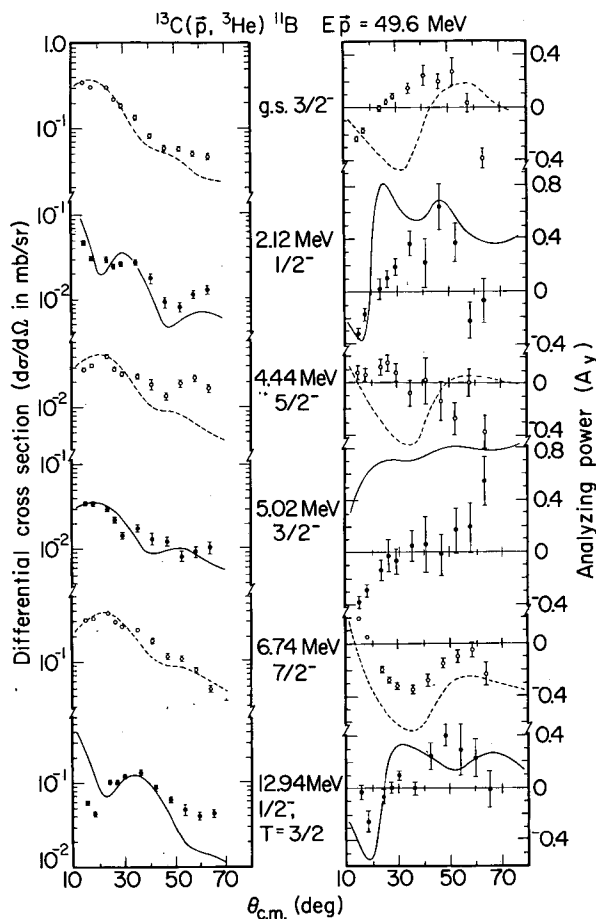 ¹³C(p⃗, ³He) ¹¹B Ep⃗ = 49.6 MeV
Differential cross section (dσ/dΩ in mb/sr)
1.0
10⁻¹
10⁻¹
10⁻²
10⁻²
10⁻¹
10⁻²
10⁻¹
10⁻¹
10⁻²
g.s. 3/2⁻
2.12 MeV
1/2⁻
4.44 MeV
5/2⁻
5.02 MeV
3/2⁻
6.74 MeV
7/2⁻
12.94 MeV
1/2⁻,
T = 3/2
0.4
0
-0.4
0.8
0.4
0
-0.4
0.4
0
-0.4
0.8
0.4
0
-0.4
0
-0.4
0.4
0
-0.4
Analyzing power (Ay)
10 30 50 70
10 30 50 70
θc.m. (deg)